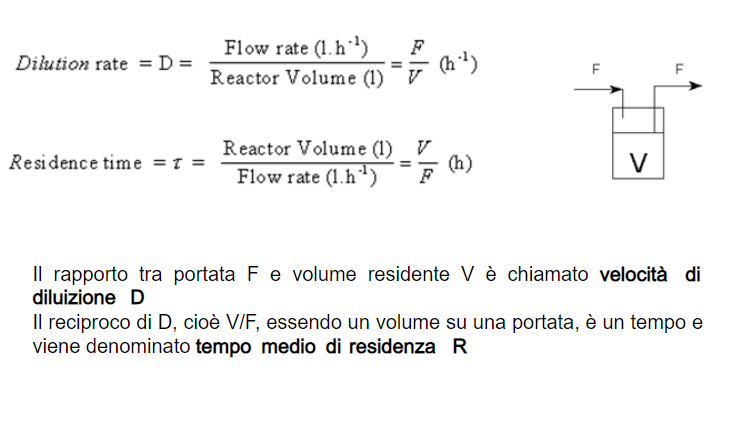 Dilution rate = D = Flow rate (l.h⁻¹) / Reactor Volume (l) = F / V (h⁻¹)
F F
Residence time = τ = Reactor Volume (l) / Flow rate (l.h⁻¹) = V / F (h)
V
Il rapporto tra portata F e volume residente V è chiamato velocità di
diluizione D
Il reciproco di D, cioè V/F, essendo un volume su una portata, è un tempo e
viene denominato tempo medio di residenza R